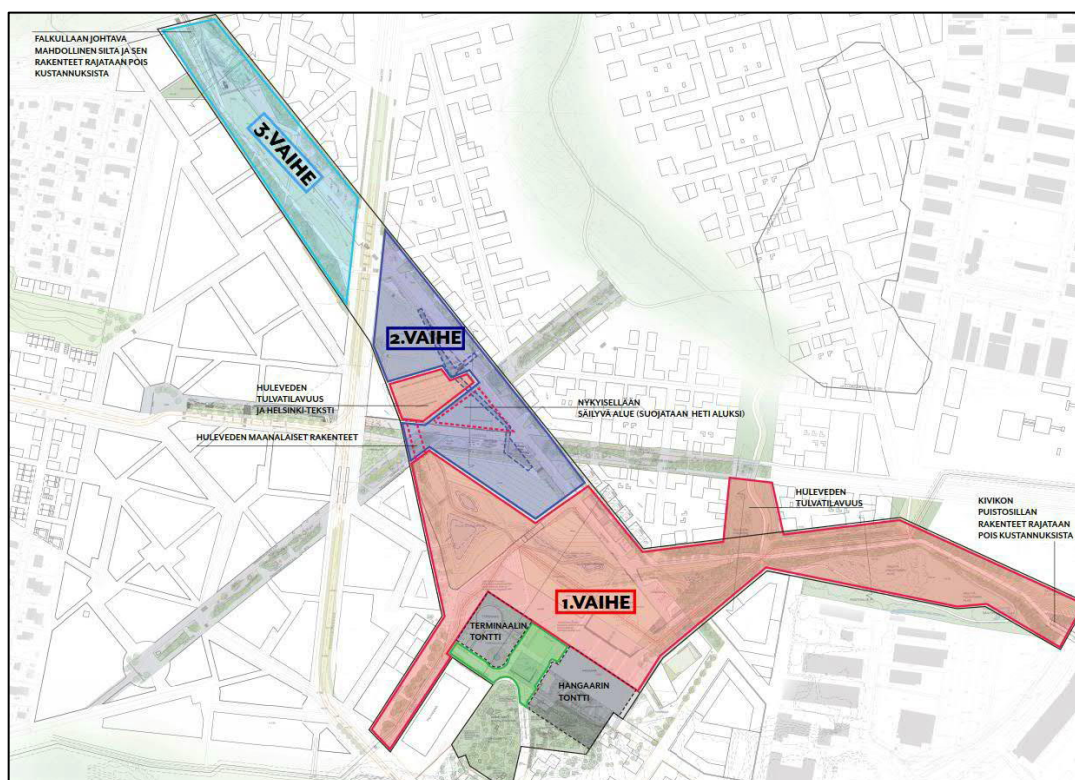 FALKULLAAN JOHTAVA
MAHDOLLINEN SILTA JA SEN
RAKENTEET RAJATAAN POIS
KUSTANNUKSISTA
3.VAIHE
2.VAIHE
HULEVEDEN
TULVATILAVUUS
JA HELSINKI-TEKSTI
NYKYISELLÄÄN
SÄILYVÄ ALUE (SUOJATAAN HETI ALUKSI)
HULEVEDEN MAANALAISET RAKENTEET
HULEVEDEN
TULVATILAVUUS
KIVIKON
PUISTOSILLAN
RAKENTEET RAJATAAN
POIS KUSTANNUKSISTA
1.VAIHE
TERMINAALIN
TONTTI
HANGAARIN
TONTTI